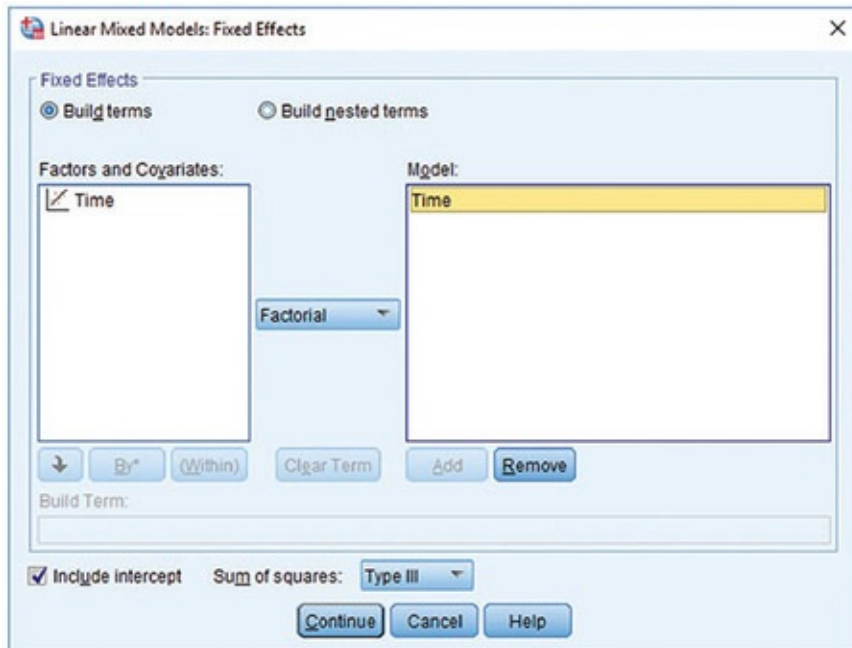 Linear Mixed Models: Fixed Effects
Fixed Effects
Build terms
Build nested terms
Factors and Covariates:
Model:
Time
Time
Factorial
By*
(Within)
Clear Term
Add
Remove
Build Term:
Include intercept
Sum of squares:
Type III
Continue
Cancel
Help